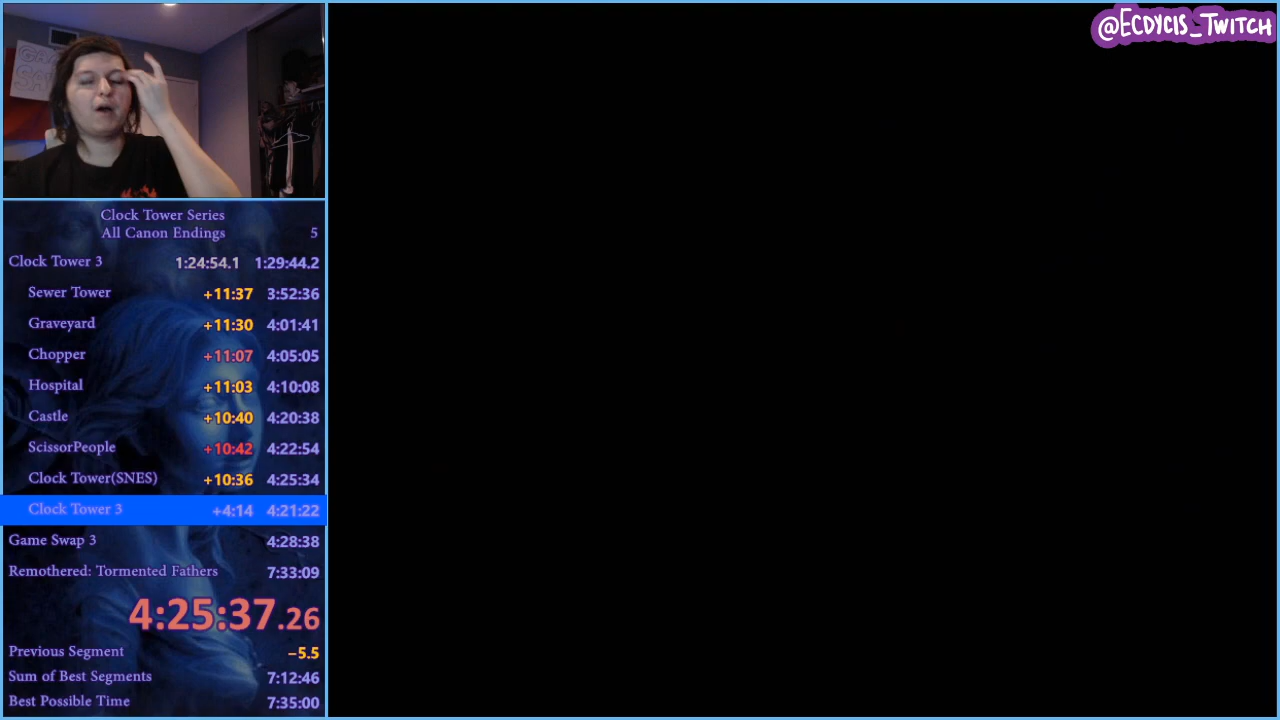 @ECDYCIS_TWITCH
Clock Tower Series
All Canon Endings 5
Clock Tower 3 1:24:54.1 1:29:44.2
Sewer Tower +11:37 3:52:36
Graveyard +11:30 4:01:41
Chopper +11:07 4:05:05
Hospital +11:03 4:10:08
Castle +10:40 4:20:38
ScissorPeople +10:42 4:22:54
Clock Tower(SNES) +10:36 4:25:34
Clock Tower 3 +4:14 4:21:22
Game Swap 3 4:28:38
Remothered: Tormented Fathers 7:33:09
4:25:37.26
Previous Segment −5.5
Sum of Best Segments 7:12:46
Best Possible Time 7:35:00